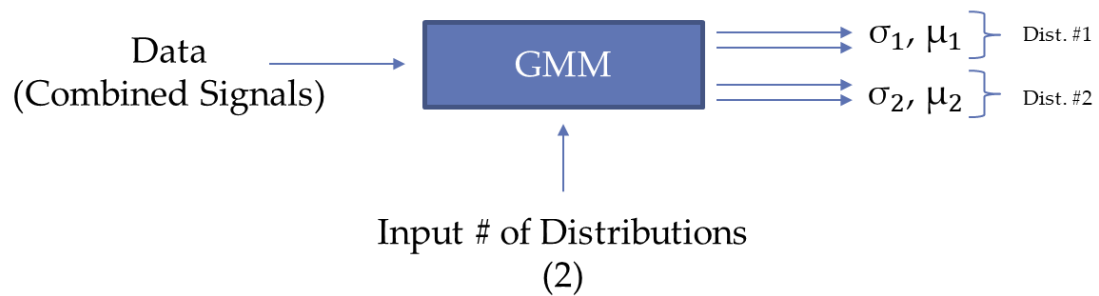 Data
(Combined Signals)
GMM
σ1, μ1
Dist. #1
σ2, μ2
Dist. #2
Input # of Distributions
(2)